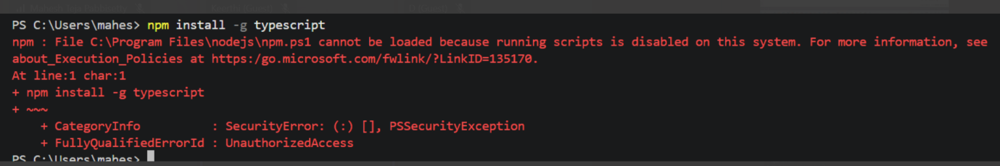 PS C:\Users\mahes> npm install -g typescript
npm : File C:\Program Files\nodejs\npm.ps1 cannot be loaded because running scripts is disabled on this system. For more information, see
about_Execution_Policies at https:/go.microsoft.com/fwlink/?LinkID=135170.
At line:1 char:1
+ npm install -g typescript
+ ~~~
    + CategoryInfo          : SecurityError: (:) [], PSSecurityException
    + FullyQualifiedErrorId : UnauthorizedAccess
PS C:\Users\mahes>